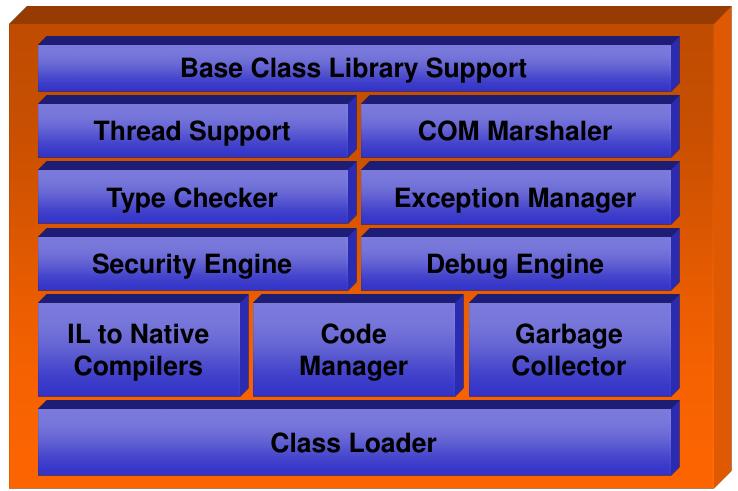 Base Class Library Support
Thread Support
COM Marshaler
Type Checker
Exception Manager
Security Engine
Debug Engine
IL to Native
Compilers
Code
Manager
Garbage
Collector
Class Loader